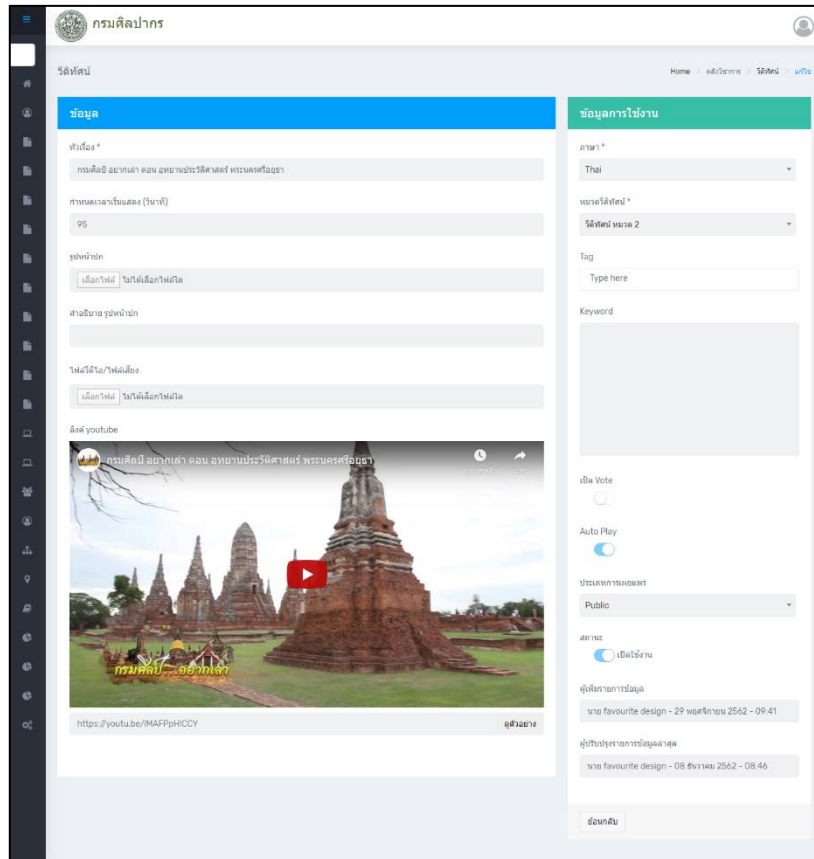 กรมศิลปากร
วีดิทัศน์
Home > คลังวิชาการ > วีดิทัศน์ > แก้ไข
ข้อมูล
หัวเรื่อง *
กรมศิลป์ อยากเล่า ตอน อุทยานประวัติศาสตร์ พระนครศรีอยุธยา
กำหนดเวลาเริ่มแสดง (วินาที)
95
รูปหน้าปก
เลือกไฟล์ ไม่ได้เลือกไฟล์ใด
คำอธิบาย รูปหน้าปก
ไฟล์วีดีโอ/ไฟล์เสียง
เลือกไฟล์ ไม่ได้เลือกไฟล์ใด
ลิงค์ youtube
กรมศิลป์ อยากเล่า ตอน อุทยานประวัติศาสตร์ พระนครศรีอยุธยา
กรมศิลป์...อยากเล่า
https://youtu.be/IMAFPpHICCY ดูตัวอย่าง
ข้อมูลการใช้งาน
ภาษา *
Thai
หมวดวีดิทัศน์ *
วีดิทัศน์ หมวด 2
Tag
Type here
Keyword
เปิด Vote
Auto Play
ประเภทการเผยแพร่
Public
สถานะ
เปิดใช้งาน
ผู้เพิ่มรายการข้อมูล
นาย favourite design - 29 พฤศจิกายน 2562 - 09:41
ผู้ปรับปรุงรายการข้อมูลล่าสุด
นาย favourite design - 08 ธันวาคม 2562 - 08:46
ย้อนกลับ